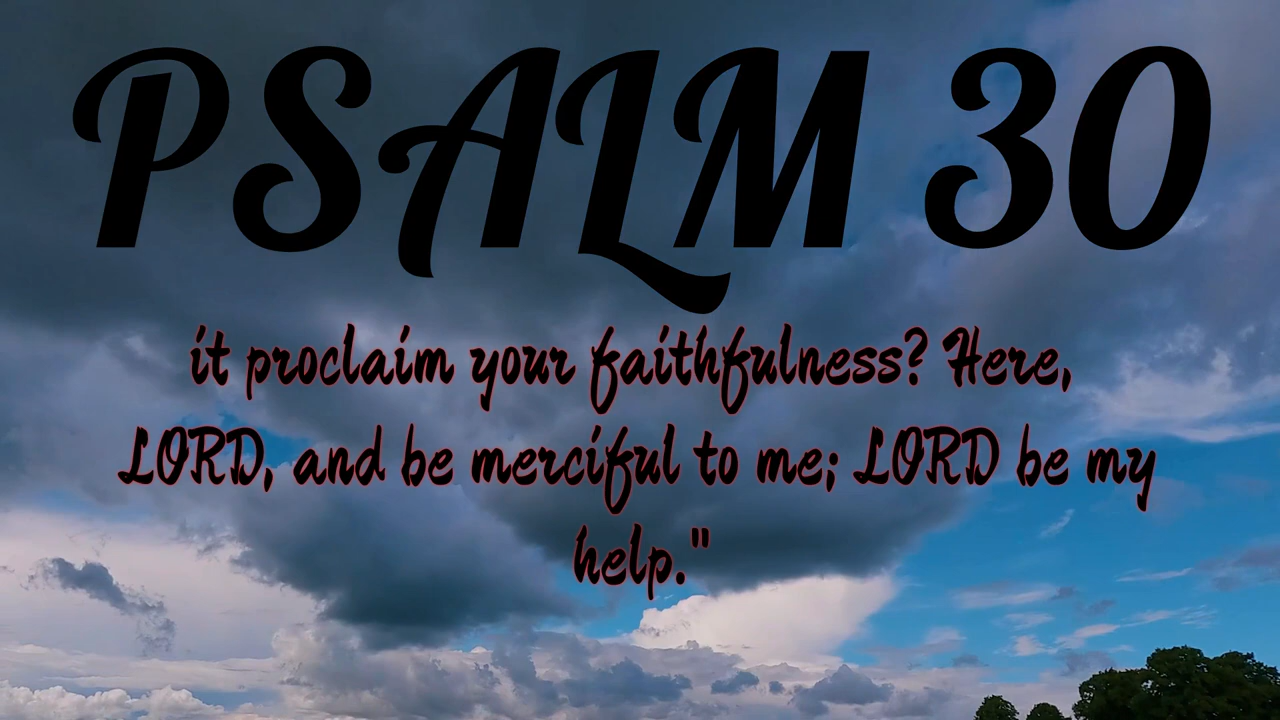 PSALM 30
it proclaim your faithfulness? Here,
LORD, and be merciful to me; LORD be my
help."